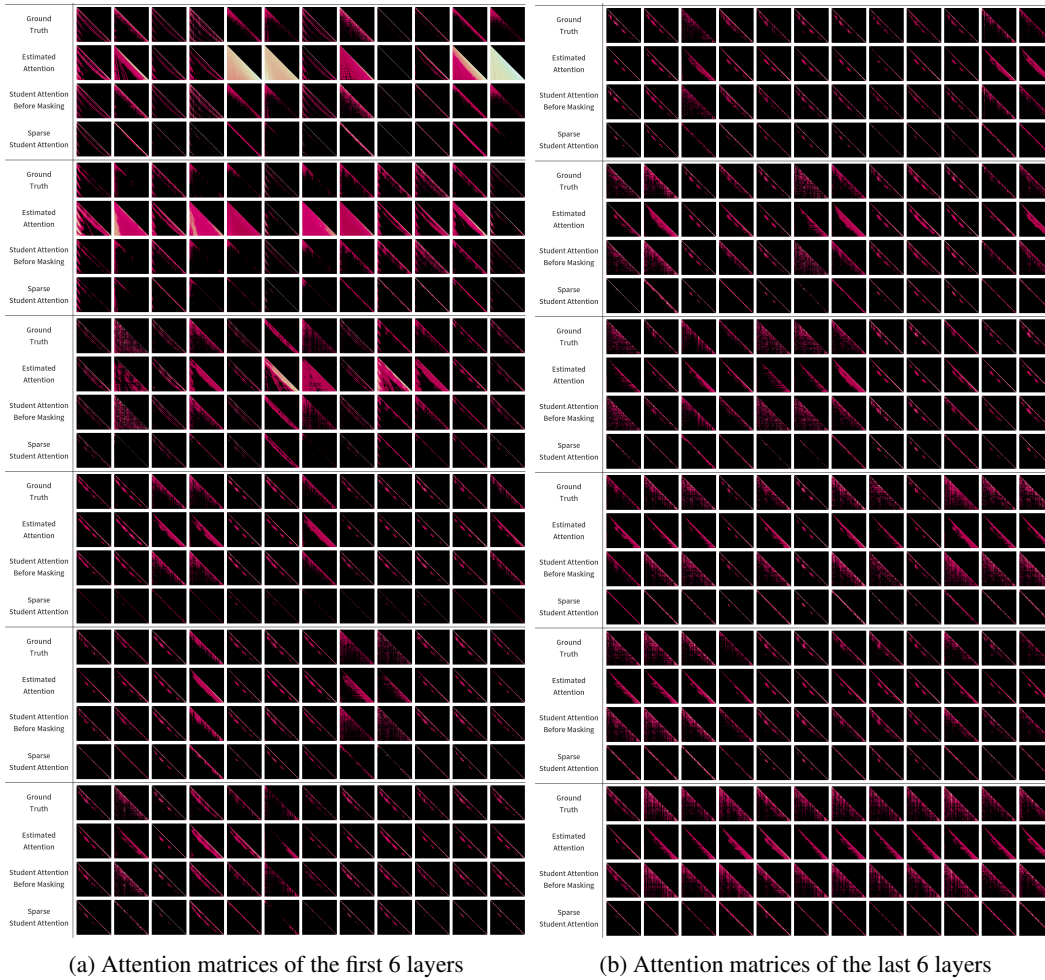 Ground
Truth
Estimated
Attention
Student Attention
Before Masking
Sparse
Student Attention
Ground
Truth
Estimated
Attention
Student Attention
Before Masking
Sparse
Student Attention
Ground
Truth
Estimated
Attention
Student Attention
Before Masking
Sparse
Student Attention
Ground
Truth
Estimated
Attention
Student Attention
Before Masking
Sparse
Student Attention
Ground
Truth
Estimated
Attention
Student Attention
Before Masking
Sparse
Student Attention
Ground
Truth
Estimated
Attention
Student Attention
Before Masking
Sparse
Student Attention
(a) Attention matrices of the first 6 layers
Ground
Truth
Estimated
Attention
Student Attention
Before Masking
Sparse
Student Attention
Ground
Truth
Estimated
Attention
Student Attention
Before Masking
Sparse
Student Attention
Ground
Truth
Estimated
Attention
Student Attention
Before Masking
Sparse
Student Attention
Ground
Truth
Estimated
Attention
Student Attention
Before Masking
Sparse
Student Attention
Ground
Truth
Estimated
Attention
Student Attention
Before Masking
Sparse
Student Attention
Ground
Truth
Estimated
Attention
Student Attention
Before Masking
Sparse
Student Attention
(b) Attention matrices of the last 6 layers